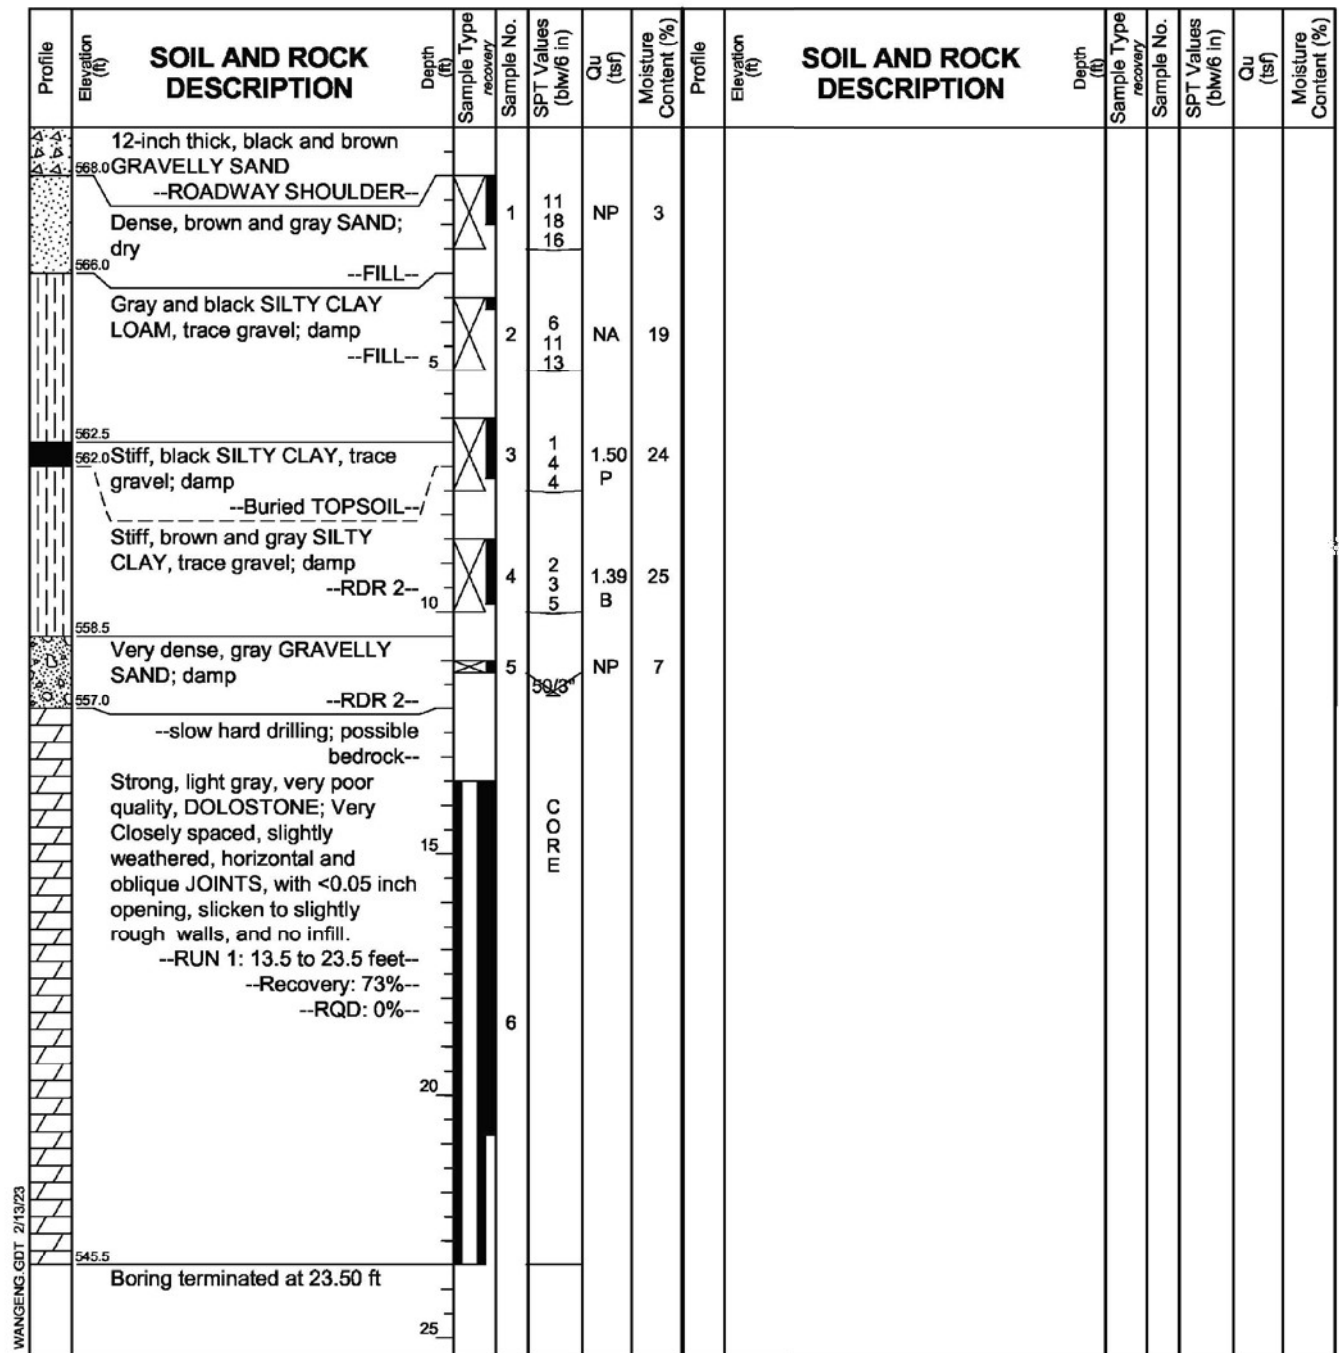 Profile
Elevation
(ft)
SOIL AND ROCK
DESCRIPTION
Depth
(ft)
Sample Type
recovery
Sample No.
SPT Values
(blw/6 in)
Qu
(tsf)
Moisture
Content (%)
Profile
Elevation
(ft)
SOIL AND ROCK
DESCRIPTION
Depth
(ft)
Sample Type
recovery
Sample No.
SPT Values
(blw/6 in)
Qu
(tsf)
Moisture
Content (%)
12-inch thick, black and brown
568.0 GRAVELLY SAND
--ROADWAY SHOULDER--
Dense, brown and gray SAND;
dry
1
11
18
16
NP
3
566.0
--FILL--
Gray and black SILTY CLAY
LOAM, trace gravel; damp
--FILL--
5
2
6
11
13
NA
19
562.5
562.0 Stiff, black SILTY CLAY, trace
gravel; damp
--Buried TOPSOIL--
3
1
4
4
1.50
P
24
Stiff, brown and gray SILTY
CLAY, trace gravel; damp
--RDR 2--
10
4
2
3
5
1.39
B
25
558.5
Very dense, gray GRAVELLY
SAND; damp
--RDR 2--
5
50/3"
NP
7
557.0
--slow hard drilling; possible
bedrock--
Strong, light gray, very poor
quality, DOLOSTONE; Very
Closely spaced, slightly
weathered, horizontal and
oblique JOINTS, with <0.05 inch
opening, slicken to slightly
rough walls, and no infill.
--RUN 1: 13.5 to 23.5 feet--
--Recovery: 73%--
--RQD: 0%--
15
C
O
R
E
6
20
545.5
Boring terminated at 23.50 ft
25
WANGENG.GDT 2/13/23